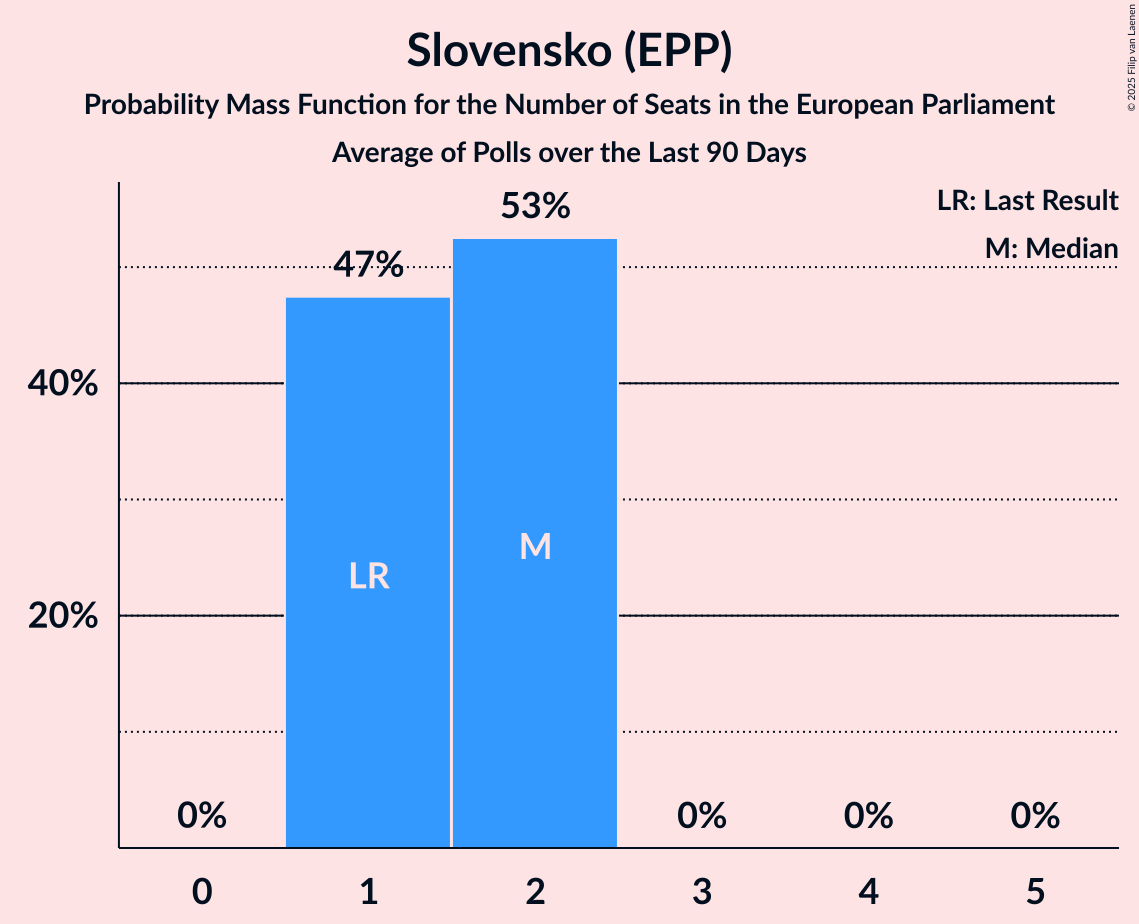 Slovensko (EPP)
Probability Mass Function for the Number of Seats in the European Parliament
Average of Polls over the Last 90 Days
© 2025 Filip van Laenen
LR: Last Result
M: Median
53%
47%
40%
20%
LR
M
0%
0%
0%
0%
0
1
2
3
4
5